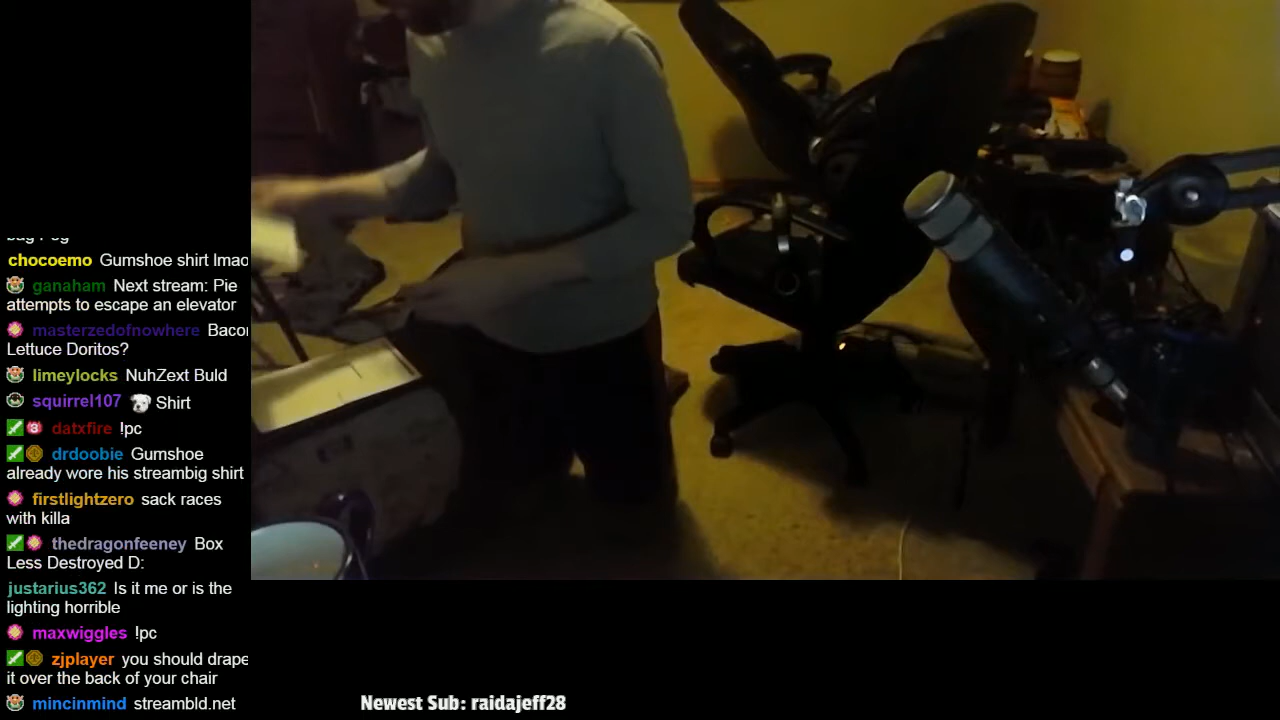 chocoemo Gumshoe shirt lmao
ganaham Next stream: Pie
attempts to escape an elevator
masterzedofnowhere Bacon
Lettuce Doritos?
limeylocks NuhZext Buld
squirrel107 Shirt
datxfire !pc
drdoobie Gumshoe
already wore his streambig shirt
firstlightzero sack races
with killa
thedragonfeeney Box
Less Destroyed D:
justarius362 Is it me or is the
lighting horrible
maxwiggles !pc
zjplayer you should drape
it over the back of your chair
mincinmind streambld.net
Newest Sub: raidajeff28